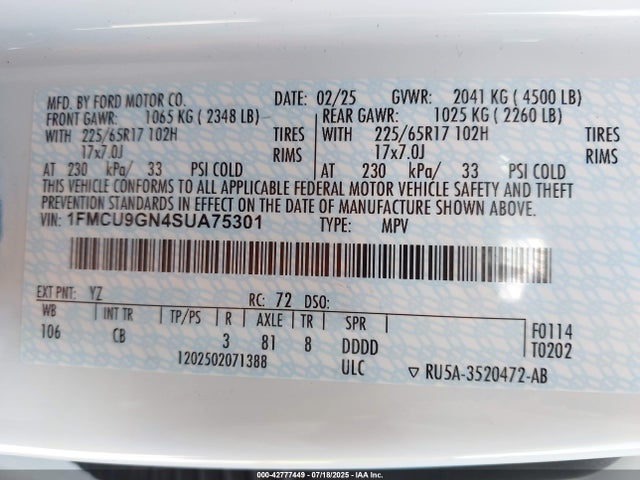 MFD. BY FORD MOTOR CO. DATE: 02/25 GVWR: 2041 KG ( 4500 LB)
FRONT GAWR: 1065 KG ( 2348 LB) REAR GAWR: 1025 KG ( 2260 LB)
WITH 225/65R17 102H TIRES WITH 225/65R17 102H TIRES
17x7.0J RIMS 17x7.0J RIMS
AT 230 kPa/ 33 PSI COLD AT 230 kPa/ 33 PSI COLD
THIS VEHICLE CONFORMS TO ALL APPLICABLE FEDERAL MOTOR VEHICLE SAFETY AND THEFT
PREVENTION STANDARDS IN EFFECT ON THE DATE OF MANUFACTURE SHOWN ABOVE.
VIN: 1FMCU9GN4SUA75301 TYPE: MPV
EXT PNT: YZ RC: 72 DSO:
WB INT TR TP/PS R AXLE TR SPR F0114
106 CB 3 81 8 DDDD T0202
1202502071388 ULC ▽ RU5A-3520472-AB
000-42777449 - 07/18/2025 - IAA Inc.